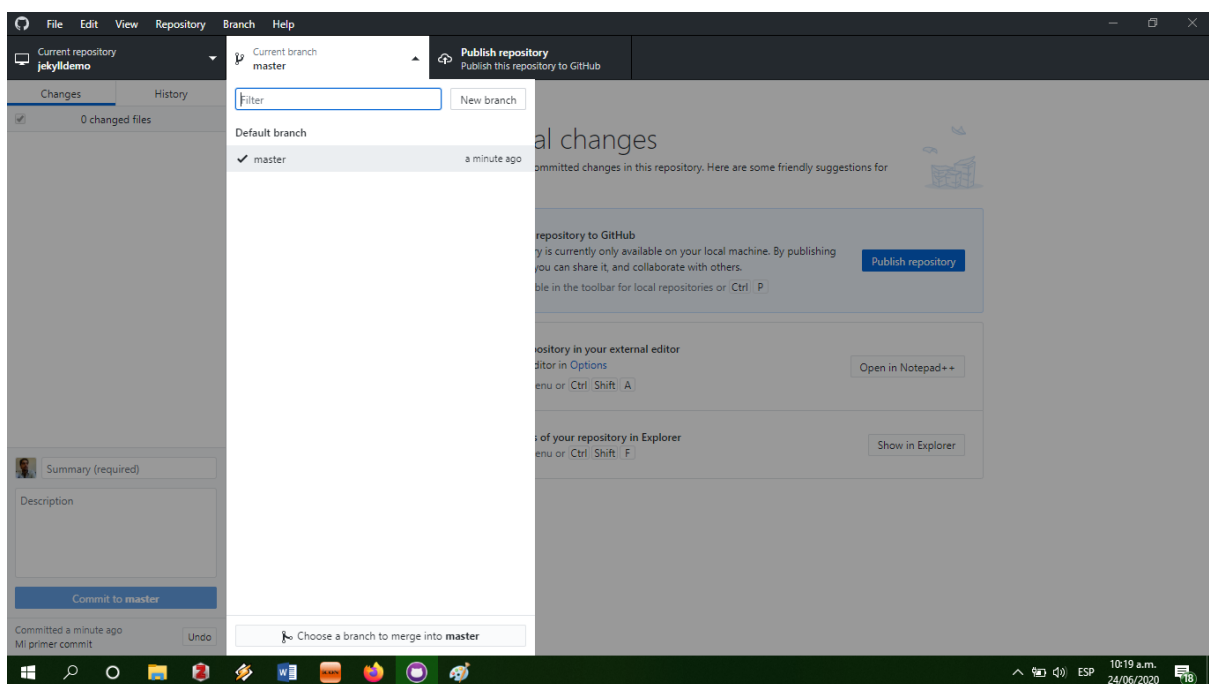 File Edit View Repository Branch Help
Current repository
jekylldemo
Current branch
master
Publish repository
Publish this repository to GitHub
Changes History
0 changed files
Filter
New branch
Default branch
master a minute ago
al changes
ommitted changes in this repository. Here are some friendly suggestions for
repository to GitHub
ry is currently only available on your local machine. By publishing
you can share it, and collaborate with others.
ble in the toolbar for local repositories or Ctrl P
Publish repository
pository in your external editor
ditor in Options
enu or Ctrl Shift A
Open in Notepad++
s of your repository in Explorer
enu or Ctrl Shift F
Show in Explorer
Summary (required)
Description
Commit to master
Committed a minute ago
Mi primer commit
Undo
Choose a branch to merge into master
ESP
10:19 a.m.
24/06/2020
18